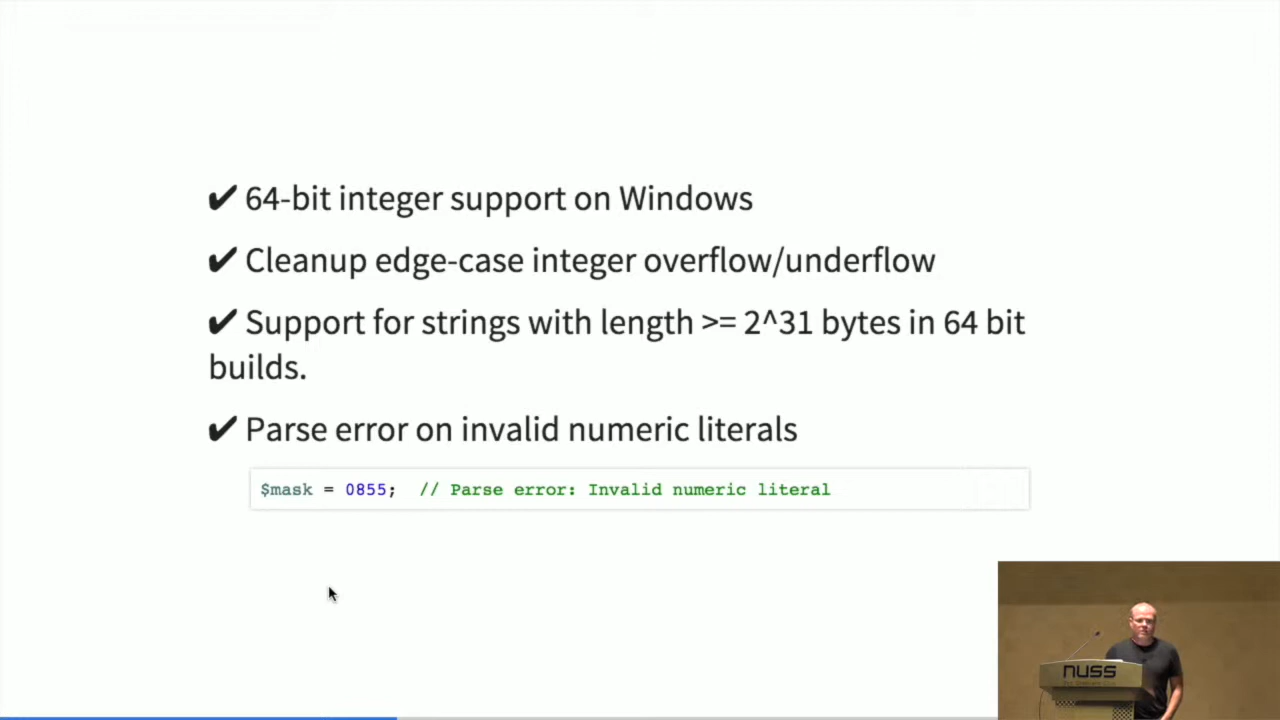 ✔ 64-bit integer support on Windows
✔ Cleanup edge-case integer overflow/underflow
✔ Support for strings with length >= 2^31 bytes in 64 bit
builds.
✔ Parse error on invalid numeric literals
$mask = 0855; // Parse error: Invalid numeric literal
nuss